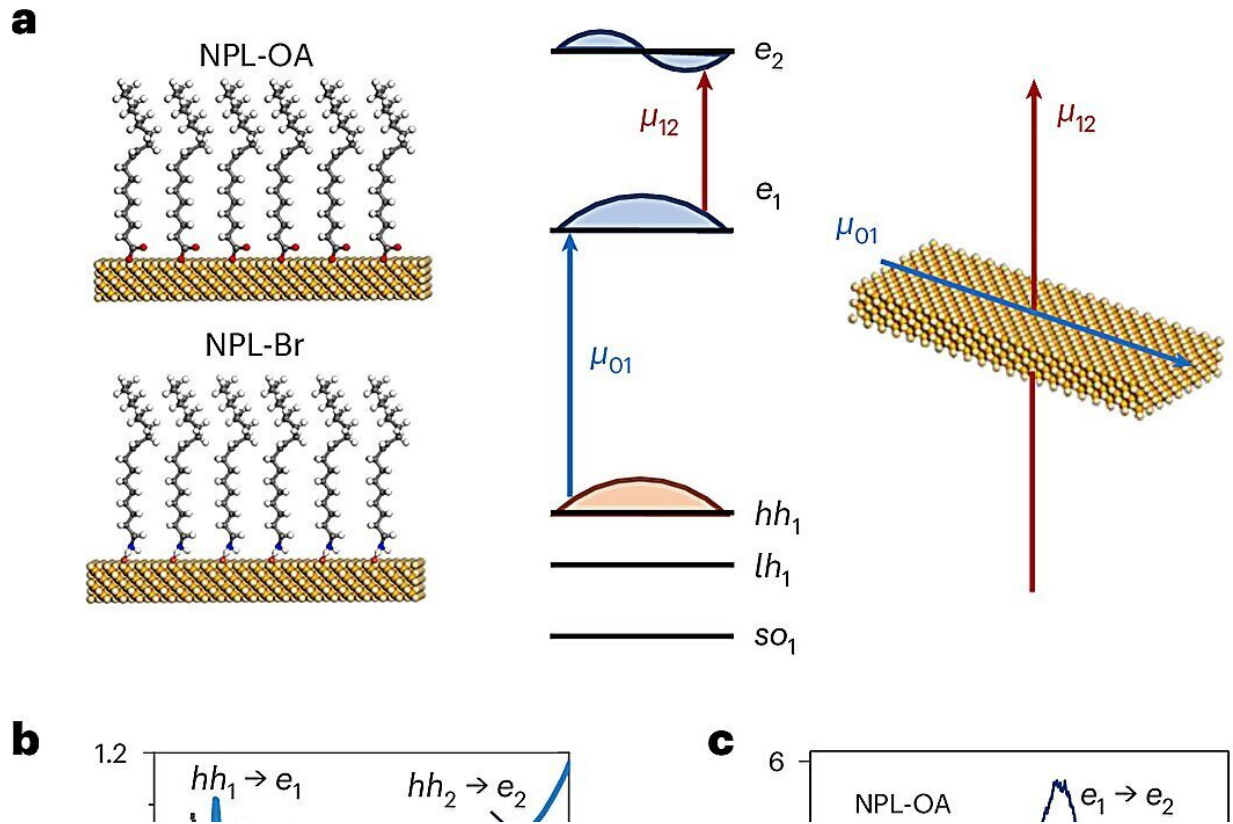 a
NPL-OA
NPL-Br
e₂
μ₁₂
e₁
μ₀₁
hh₁
lh₁
so₁
μ₁₂
μ₀₁
b
1.2
hh₁ → e₁
hh₂ → e₂
c
6
NPL-OA
e₁ → e₂